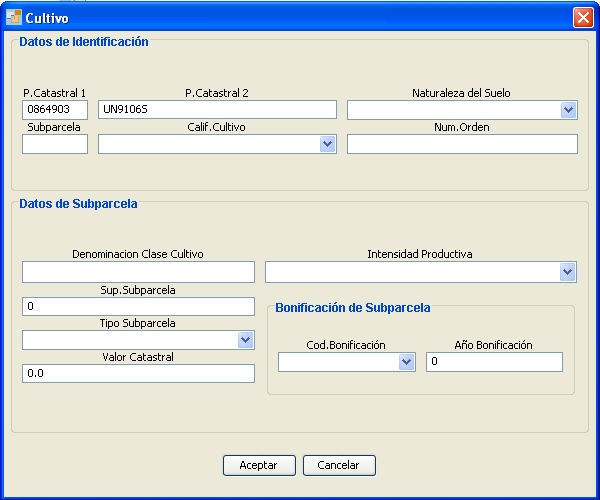 Cultivo
Datos de Identificación
P.Catastral 1 P.Catastral 2 Naturaleza del Suelo
0864903 UN9106S
Subparcela Calif.Cultivo Num.Orden
Datos de Subparcela
Denominacion Clase Cultivo Intensidad Productiva
Sup.Subparcela
0
Bonificación de Subparcela
Tipo Subparcela
Cod.Bonificación Año Bonificación
Valor Catastral
0
0.0
Aceptar Cancelar